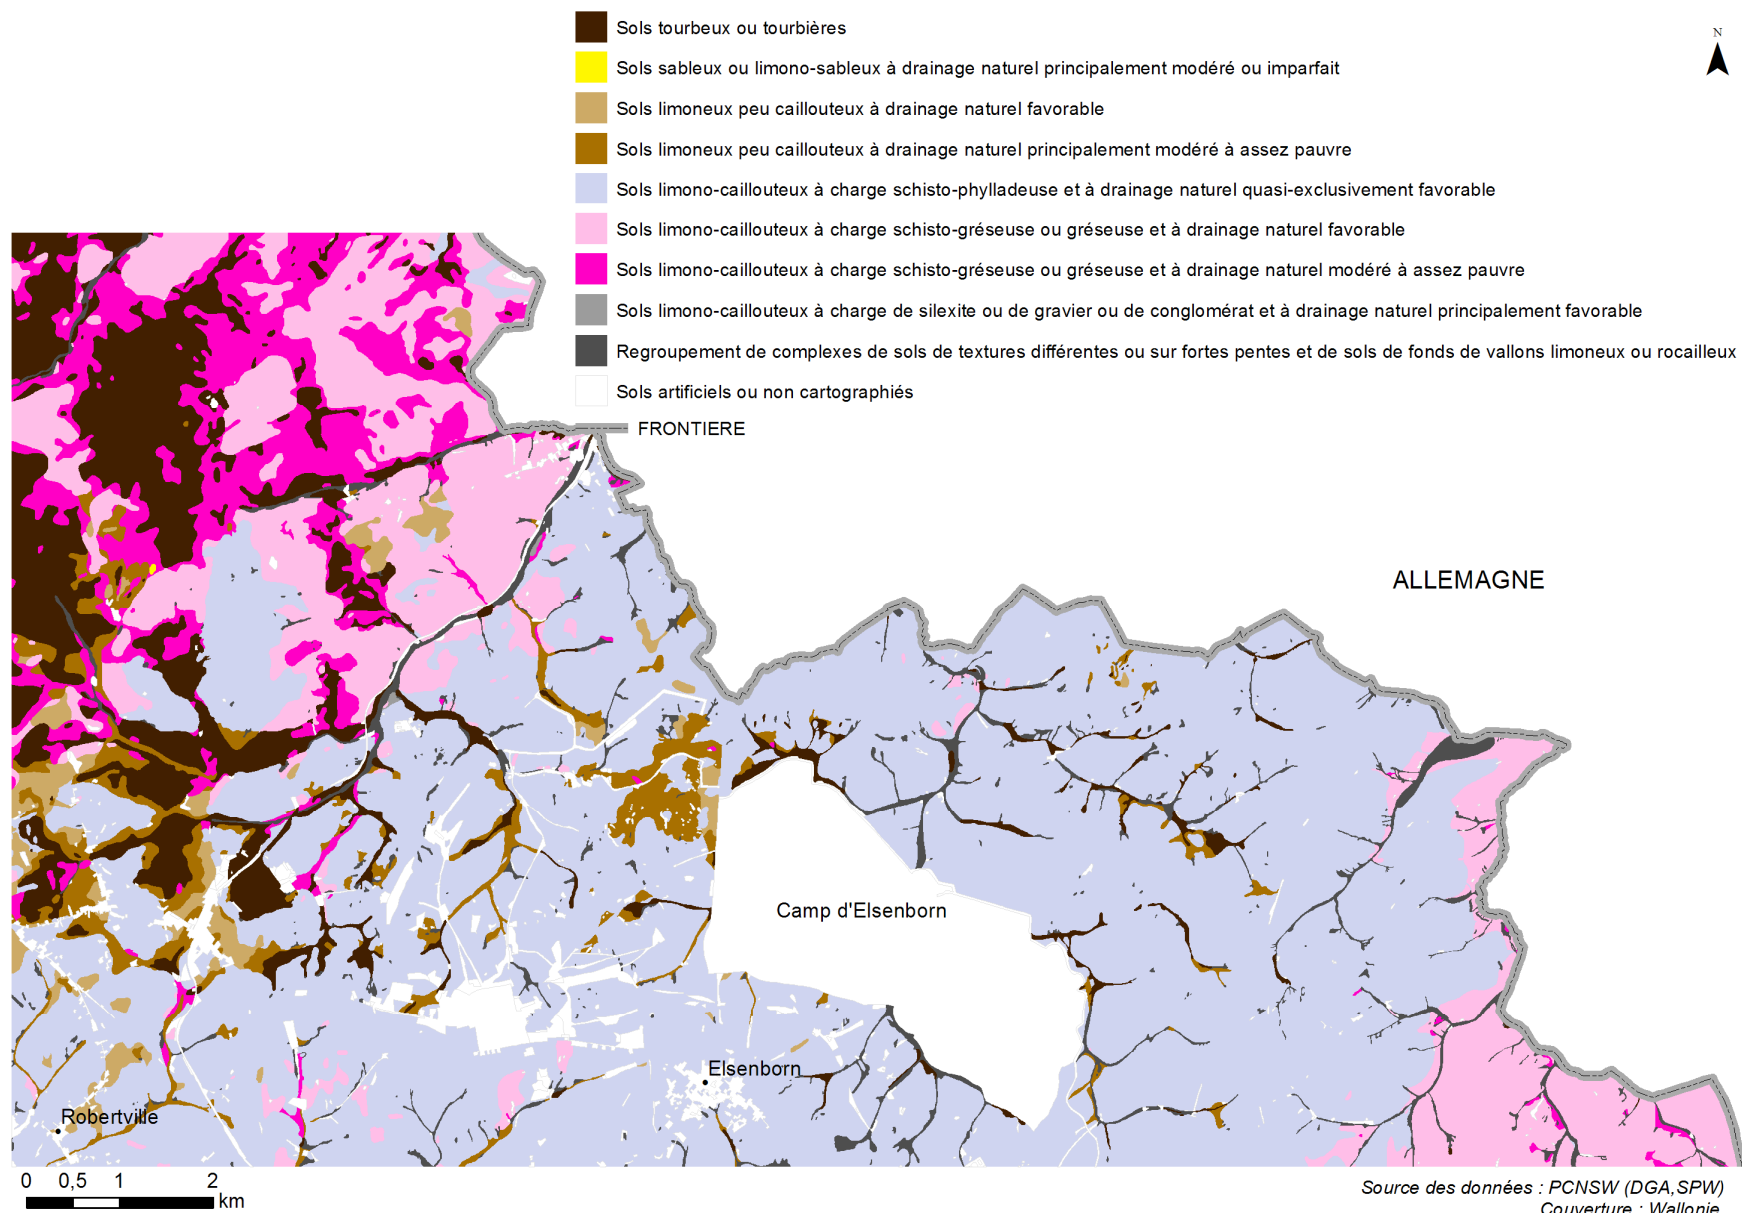 Sols tourbeux ou tourbières
N
Sols sableux ou limono-sableux à drainage naturel principalement modéré ou imparfait
Sols limoneux peu caillouteux à drainage naturel favorable
Sols limoneux peu caillouteux à drainage naturel principalement modéré à assez pauvre
Sols limono-caillouteux à charge schisto-phylladeuse et à drainage naturel quasi-exclusivement favorable
Sols limono-caillouteux à charge schisto-gréseuse ou gréseuse et à drainage naturel favorable
Sols limono-caillouteux à charge schisto-gréseuse ou gréseuse et à drainage naturel modéré à assez pauvre
Sols limono-caillouteux à charge de silexite ou de gravier ou de conglomérat et à drainage naturel principalement favorable
Regroupement de complexes de sols de textures différentes ou sur fortes pentes et de sols de fonds de vallons limoneux ou rocailleux
Sols artificiels ou non cartographiés
FRONTIERE
ALLEMAGNE
Camp d'Elsenborn
Elsenborn
Robertville
0 0,5 1 2
km
Source des données : PCNSW (DGA,SPW)
Couverture : Wallonie